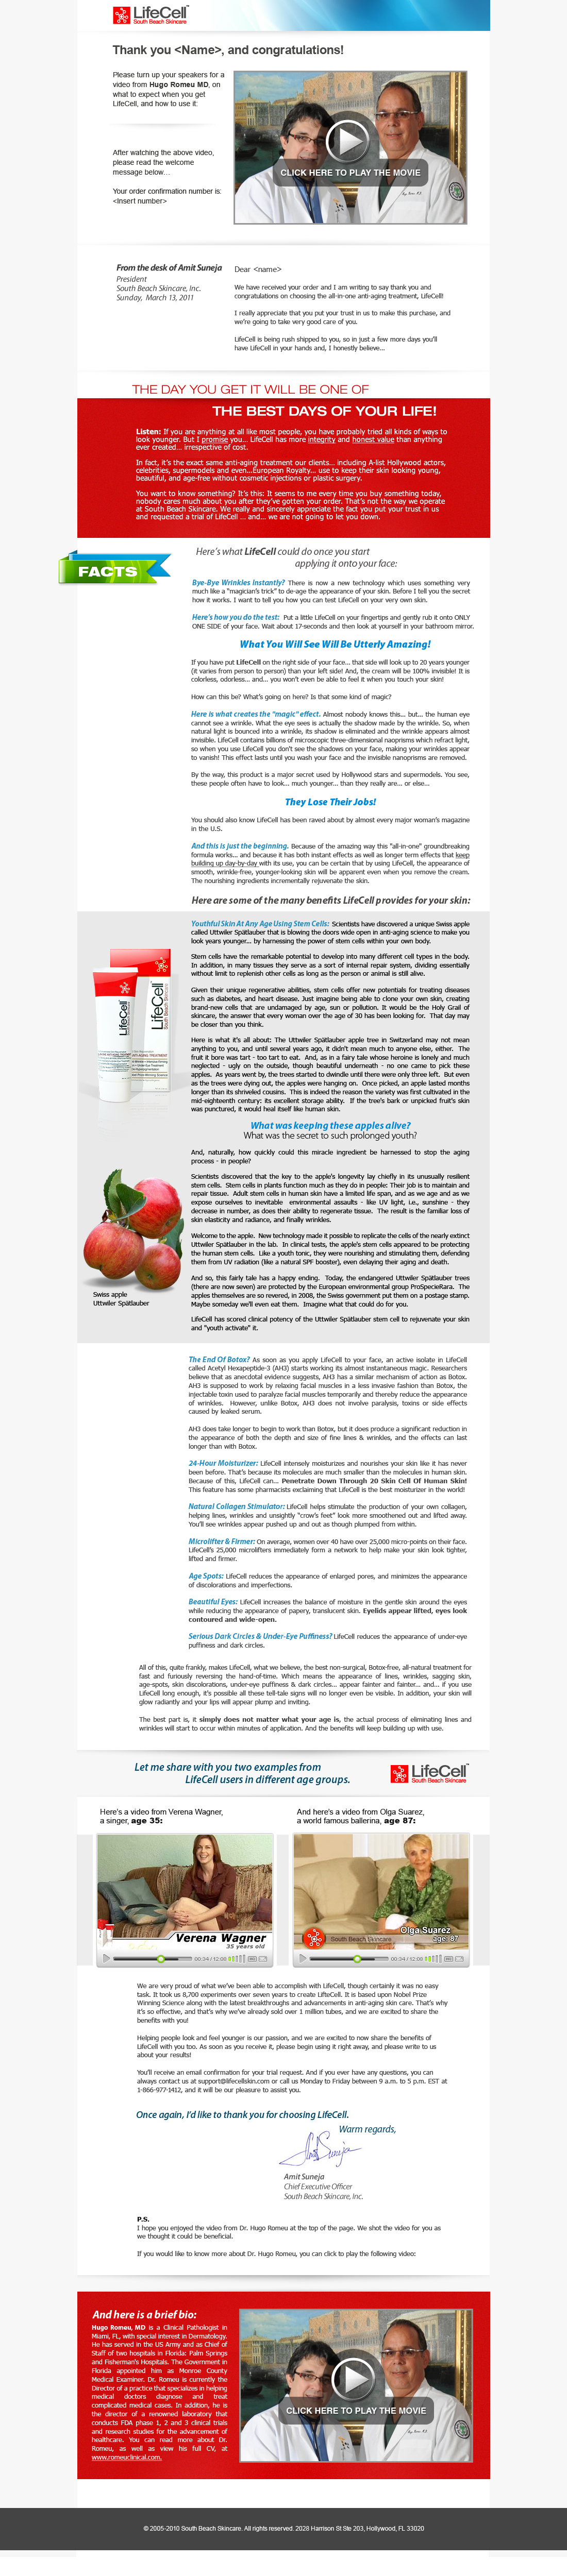 LifeCell™
South Beach Skincare
Thank you <Name>, and congratulations!
Please turn up your speakers for a
video from Hugo Romeu MD, on
what to expect when you get
LifeCell, and how to use it:
After watching the above video,
please read the welcome
message below...
Your order confirmation number is:
<Insert number>
CLICK HERE TO PLAY THE MOVIE
From the desk of Amit Suneja
President
South Beach Skincare, Inc.
Sunday, March 13, 2011
Dear <name>
We have received your order and I am writing to say thank you and
congratulations on choosing the all-in-one anti-aging treatment, LifeCell!
I really appreciate that you put your trust in us to make this purchase, and
we're going to take very good care of you.
LifeCell is being rush shipped to you, so in just a few more days you'll
have LifeCell in your hands and, I honestly believe...
THE DAY YOU GET IT WILL BE ONE OF
THE BEST DAYS OF YOUR LIFE!
Listen: If you are anything at all like most people, you have probably tried all kinds of ways to
look younger. But I promise you... LifeCell has more integrity and honest value than anything
ever created... irrespective of cost.
In fact, it's the exact same anti-aging treatment our clients... including A-list Hollywood actors,
celebrities, supermodels and even...European Royalty... use to keep their skin looking young,
beautiful, and age-free without cosmetic injections or plastic surgery.
You want to know something? It's this: It seems to me every time you buy something today,
nobody cares much about you after they've gotten your order. That's not the way we operate
at South Beach Skincare. We really and sincerely appreciate the fact you put your trust in us
and requested a trial of LifeCell ... and... we are not going to let you down.
FACTS
Here's what LifeCell could do once you start
applying it onto your face:
Bye-Bye Wrinkles Instantly? There is now a new technology which uses something very
much like a "magician's trick" to de-age the appearance of your skin. Before I tell you the secret
how it works. I want to tell you how you can test LifeCell on your very own skin.
Here's how you do the test: Put a little LifeCell on your fingertips and gently rub it onto ONLY
ONE SIDE of your face. Wait about 17-seconds and then look at yourself in your bathroom mirror.
What You Will See Will Be Utterly Amazing!
If you have put LifeCell on the right side of your face... that side will look up to 20 years younger
(it varies from person to person) than your left side! And, the cream will be 100% invisible! It is
colorless, odorless... and... you won't even be able to feel it when you touch your skin!
How can this be? What's going on here? Is that some kind of magic?
Here is what creates the "magic" effect. Almost nobody knows this... but... the human eye
cannot see a wrinkle. What the eye sees is actually the shadow made by the wrinkle. So, when
natural light is bounced into a wrinkle, its shadow is eliminated and the wrinkle appears almost
invisible. LifeCell contains billions of microscopic three-dimensional naoprisms which refract light,
so when you use LifeCell you don't see the shadows on your face, making your wrinkles appear
to vanish! This effect lasts until you wash your face and the invisible nanoprisms are removed.
By the way, this product is a major secret used by Hollywood stars and supermodels. You see,
these people often have to look... much younger... than they really are... or else...
They Lose Their Jobs!
You should also know LifeCell has been raved about by almost every major woman's magazine
in the U.S.
And this is just the beginning. Because of the amazing way this "all-in-one" groundbreaking
formula works... and because it has both instant effects as well as longer term effects that keep
building up day-by-day with its use, you can be certain that by using LifeCell, the appearance of
smooth, wrinkle-free, younger-looking skin will be apparent even when you remove the cream.
The nourishing ingredients incrementally rejuvenate the skin.
Here are some of the many benefits LifeCell provides for your skin:
Youthful Skin At Any Age Using Stem Cells: Scientists have discovered a unique Swiss apple
called Uttwiler Spätlauber that is blowing the doors wide open in anti-aging science to make you
look years younger... by harnessing the power of stem cells within your own body.
Stem cells have the remarkable potential to develop into many different cell types in the body.
In addition, in many tissues they serve as a sort of internal repair system, dividing essentially
without limit to replenish other cells as long as the person or animal is still alive.
Given their unique regenerative abilities, stem cells offer new potentials for treating diseases
such as diabetes, and heart disease. Just imagine being able to clone your own skin, creating
brand-new cells that are undamaged by age, sun or pollution. It would be the Holy Grail of
skincare, the answer that every woman over the age of 30 has been looking for. That day may
be closer than you think.
Here is what it's all about: The Uttwiler Spätlauber apple tree in Switzerland may not mean
anything to you, and until several years ago, it didn't mean much to anyone else, either. The
fruit it bore was tart - too tart to eat. And, as in a fairy tale whose heroine is lonely and much
neglected - ugly on the outside, though beautiful underneath - no one came to pick these
apples. As years went by, the trees started to dwindle until there were only three left. But even
as the trees were dying out, the apples were hanging on. Once picked, an apple lasted months
longer than its shriveled cousins. This is indeed the reason the variety was first cultivated in the
mid-eighteenth century: its excellent storage ability. If the tree's bark or unpicked fruit's skin
was punctured, it would heal itself like human skin.
What was keeping these apples alive?
What was the secret to such prolonged youth?
And, naturally, how quickly could this miracle ingredient be harnessed to stop the aging
process - in people?
Scientists discovered that the key to the apple's longevity lay chiefly in its unusually resilient
stem cells. Stem cells in plants function much as they do in people: Their job is to maintain and
repair tissue. Adult stem cells in human skin have a limited life span, and as we age and as we
expose ourselves to inevitable environmental assaults - like UV light, i.e., sunshine - they
decrease in number, as does their ability to regenerate tissue. The result is the familiar loss of
skin elasticity and radiance, and finally wrinkles.
Welcome to the apple. New technology made it possible to replicate the cells of the nearly extinct
Uttwiler Spätlauber in the lab. In clinical tests, the apple's stem cells appeared to be protecting
the human stem cells. Like a youth tonic, they were nourishing and stimulating them, defending
them from UV radiation (like a natural SPF booster), even delaying their aging and death.
And so, this fairy tale has a happy ending. Today, the endangered Uttwiler Spätlauber trees
(there are now seven) are protected by the European environmental group ProSpecieRara. The
apples themselves are so revered, in 2008, the Swiss government put them on a postage stamp.
Maybe someday we'll even eat them. Imagine what that could do for you.
LifeCell has scored clinical potency of the Uttwiler Spätlauber stem cell to rejuvenate your skin
and "youth activate" it.
LifeCell
South Beach Skincare
LifeCell
South Beach Skincare
Swiss apple
Uttwiler Spätlauber
The End Of Botox? As soon as you apply LifeCell to your face, an active isolate in LifeCell
called Acetyl Hexapeptide-3 (AH3) starts working its almost instantaneous magic. Researchers
believe that as anecdotal evidence suggests, AH3 has a similar mechanism of action as Botox.
AH3 is supposed to work by relaxing facial muscles in a less invasive fashion than Botox, the
injectable toxin used to paralyze facial muscles temporarily and thereby reduce the appearance
of wrinkles. However, unlike Botox, AH3 does not involve paralysis, toxins or side effects
caused by leaked serum.
AH3 does take longer to begin to work than Botox, but it does produce a significant reduction in
the appearance of both the depth and size of fine lines & wrinkles, and the effects can last
longer than with Botox.
24-Hour Moisturizer: LifeCell intensely moisturizes and nourishes your skin like it has never
been before. That's because its molecules are much smaller than the molecules in human skin.
Because of this, LifeCell can... Penetrate Down Through 20 Skin Cell Of Human Skin!
This feature has some pharmacists exclaiming that LifeCell is the best moisturizer in the world!
Natural Collagen Stimulator: LifeCell helps stimulate the production of your own collagen,
helping lines, wrinkles and unsightly "crow's feet" look more smoothened out and lifted away.
You'll see wrinkles appear pushed up and out as though plumped from within.
Microlifter & Firmer: On average, women over 40 have over 25,000 micro-points on their face.
LifeCell's 25,000 microlifters immediately form a network to help make your skin look tighter,
lifted and firmer.
Age Spots: LifeCell reduces the appearance of enlarged pores, and minimizes the appearance
of discolorations and imperfections.
Beautiful Eyes: LifeCell increases the balance of moisture in the gentle skin around the eyes
while reducing the appearance of papery, translucent skin. Eyelids appear lifted, eyes look
contoured and wide-open.
Serious Dark Circles & Under-Eye Puffiness? LifeCell reduces the appearance of under-eye
puffiness and dark circles.
All of this, quite frankly, makes LifeCell, what we believe, the best non-surgical, Botox-free, all-natural treatment for
fast and furiously reversing the hand-of-time. Which means the appearance of lines, wrinkles, sagging skin,
age-spots, skin discolorations, under-eye puffiness & dark circles... appear fainter and fainter... and... if you use
LifeCell long enough, it's possible all these tell-tale signs will no longer even be visible. In addition, your skin will
glow radiantly and your lips will appear plump and inviting.
The best part is, it simply does not matter what your age is, the actual process of eliminating lines and
wrinkles will start to occur within minutes of application. And the benefits will keep building up with use.
Let me share with you two examples from
LifeCell users in different age groups.
LifeCell™
South Beach Skincare
Here's a video from Verena Wagner,
a singer, age 35:
And here's a video from Olga Suarez,
a world famous ballerina, age 87:
Verena Wagner
35 years old
00:34 / 12:06
Olga Suarez
age 87
South Beach Skincare
00:34 / 12:06
We are very proud of what we've been able to accomplish with LifeCell, though certainly it was no easy
task. It took us 8,700 experiments over seven years to create LifeCell. It is based upon Nobel Prize
Winning Science along with the latest breakthroughs and advancements in anti-aging skin care. That's why
it's so effective, and that's why we've already sold over 1 million tubes, and we are excited to share the
benefits with you!
Helping people look and feel younger is our passion, and we are excited to now share the benefits of
LifeCell with you too. As soon as it is received, please begin using it right away, and please write to us
about your results!
You'll receive an email confirmation for your trial request. And if you ever have any questions, you can
always contact us at support@lifecellskin.com or call us Monday to Friday between 9 a.m. to 5 p.m. EST at
1-866-977-1412, and it will be our pleasure to assist you.
Once again, I'd like to thank you for choosing LifeCell.
Warm regards,
Amit Suneja
Amit Suneja
Chief Executive Officer
South Beach Skincare, Inc.
P.S.
I hope you enjoyed the video from Dr. Hugo Romeu at the top of the page. We shot the video for you as
we thought it could be beneficial.
If you would like to know more about Dr. Hugo Romeu, you can click to play the following video:
And here is a brief bio:
Hugo Romeu, MD is a Clinical Pathologist in
Miami, FL, with special interest in Dermatology.
He has served in the US Army and as Chief of
Staff of two hospitals in Florida: Palm Springs
and Fisherman's Hospitals. The Government in
Florida appointed him as Monroe County
Medical Examiner. Dr. Romeu is currently the
Director of a practice that specializes in helping
medical doctors diagnose and treat
complicated medical cases. In addition, he is
the director of a renowned laboratory that
conducts FDA phase 1, 2 and 3 clinical trials
and research studies for the advancement of
healthcare. You can read more about Dr.
Romeu, as well as view his full CV, at
www.romeuclinical.com.
CLICK HERE TO PLAY THE MOVIE
© 2005-2010 South Beach Skincare. All rights reserved. 2028 Harrison St Ste 203, Hollywood, FL 33020